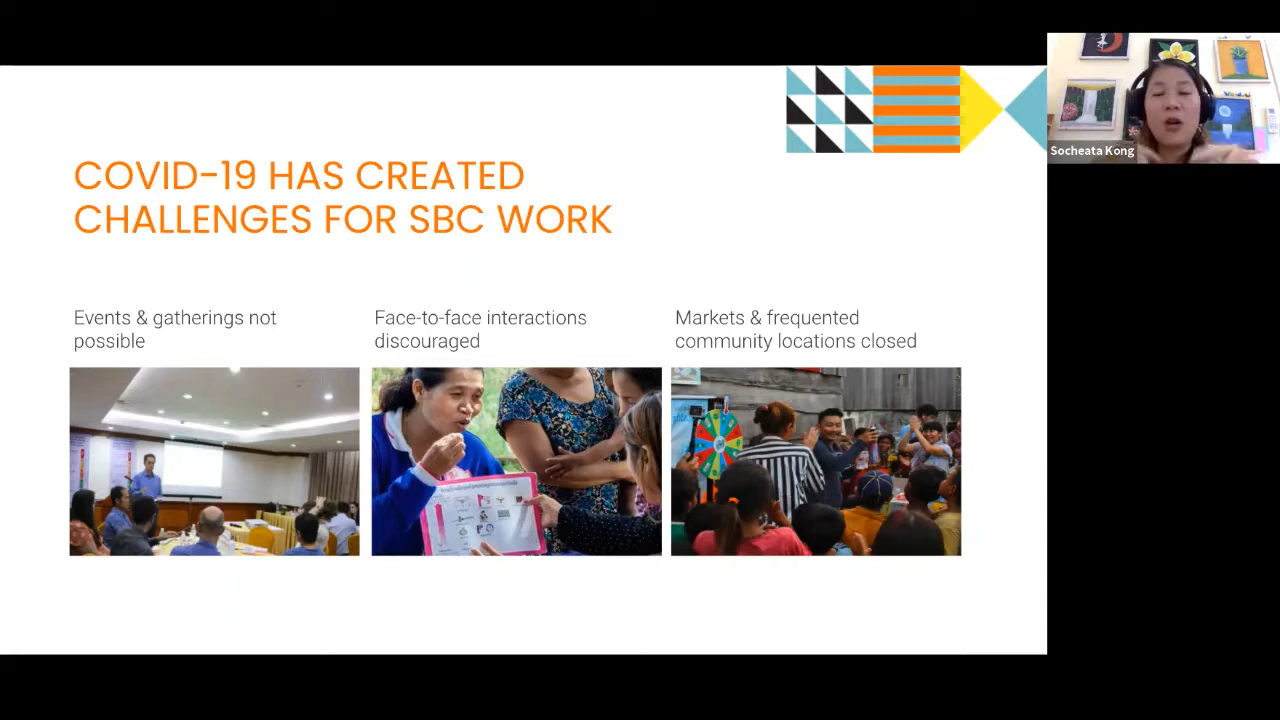 COVID-19 HAS CREATED
CHALLENGES FOR SBC WORK
Events & gatherings not
possible
Face-to-face interactions
discouraged
Markets & frequented
community locations closed
Socheata Kong